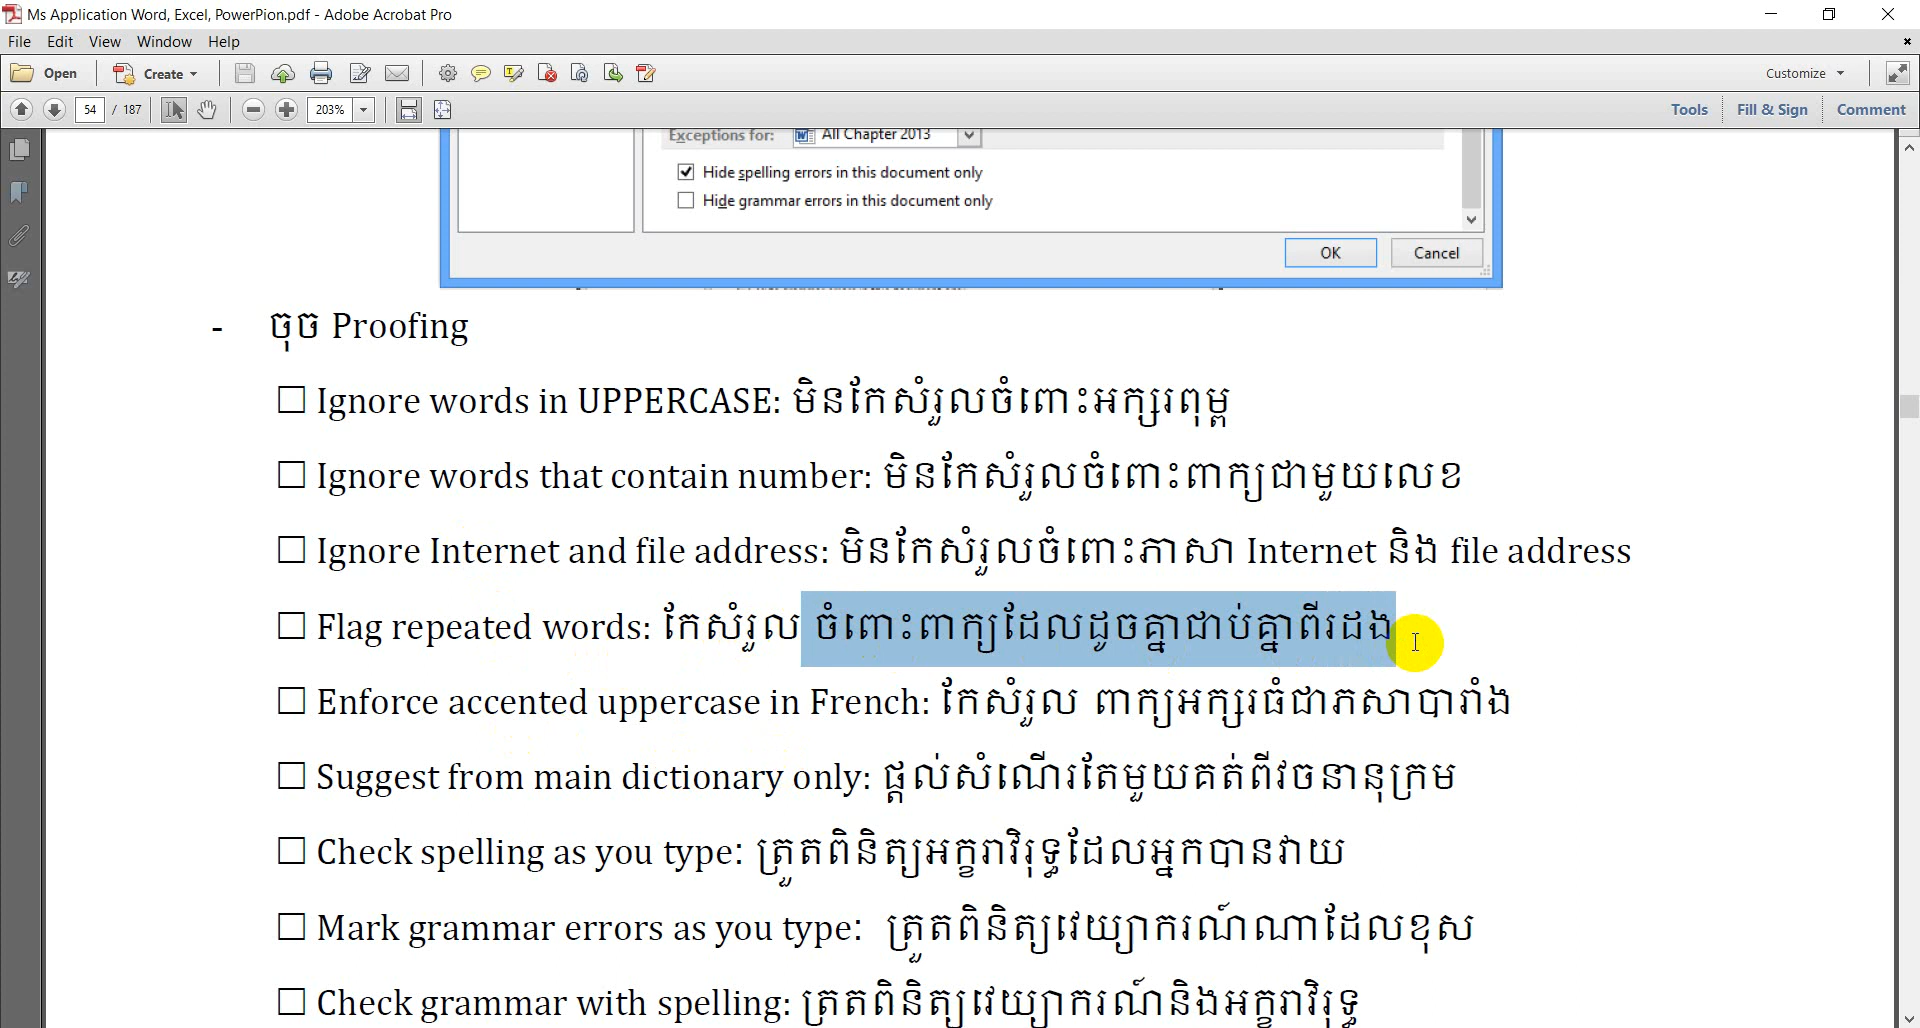 Ms Application Word, Excel, PowerPion.pdf - Adobe Acrobat Pro
File Edit View Window Help
Open Create Customize
54 / 187 203% Tools Fill & Sign Comment
Exceptions for: All Chapter 2013
Hide spelling errors in this document only
Hide grammar errors in this document only
OK Cancel
- ចុច Proofing
Ignore words in UPPERCASE: មិនកែសំរួលចំពោះអក្សរពុម្ព
Ignore words that contain number: មិនកែសំរួលចំពោះពាក្យជាមួយលេខ
Ignore Internet and file address: មិនកែសំរួលចំពោះភាសា Internet និង file address
Flag repeated words: កែសំរួល ចំពោះពាក្យដែលដូចគ្នាជាប់គ្នាពីរដង
Enforce accented uppercase in French: កែសំរួល ពាក្យអក្សរធំជាភសាបារាំង
Suggest from main dictionary only: ផ្តល់សំណើរតែមួយគត់ពីវចនានុក្រម
Check spelling as you type: ត្រួតពិនិត្យអក្ខរាវិរុទ្ធដែលអ្នកបានវាយ
Mark grammar errors as you type: ត្រួតពិនិត្យវេយ្យាករណ៍ណាដែលខុស
Check grammar with spelling: ត្រតពិនិត្យវេយ្យាករណ៍និងអក្ខរាវិរុទ្ធ